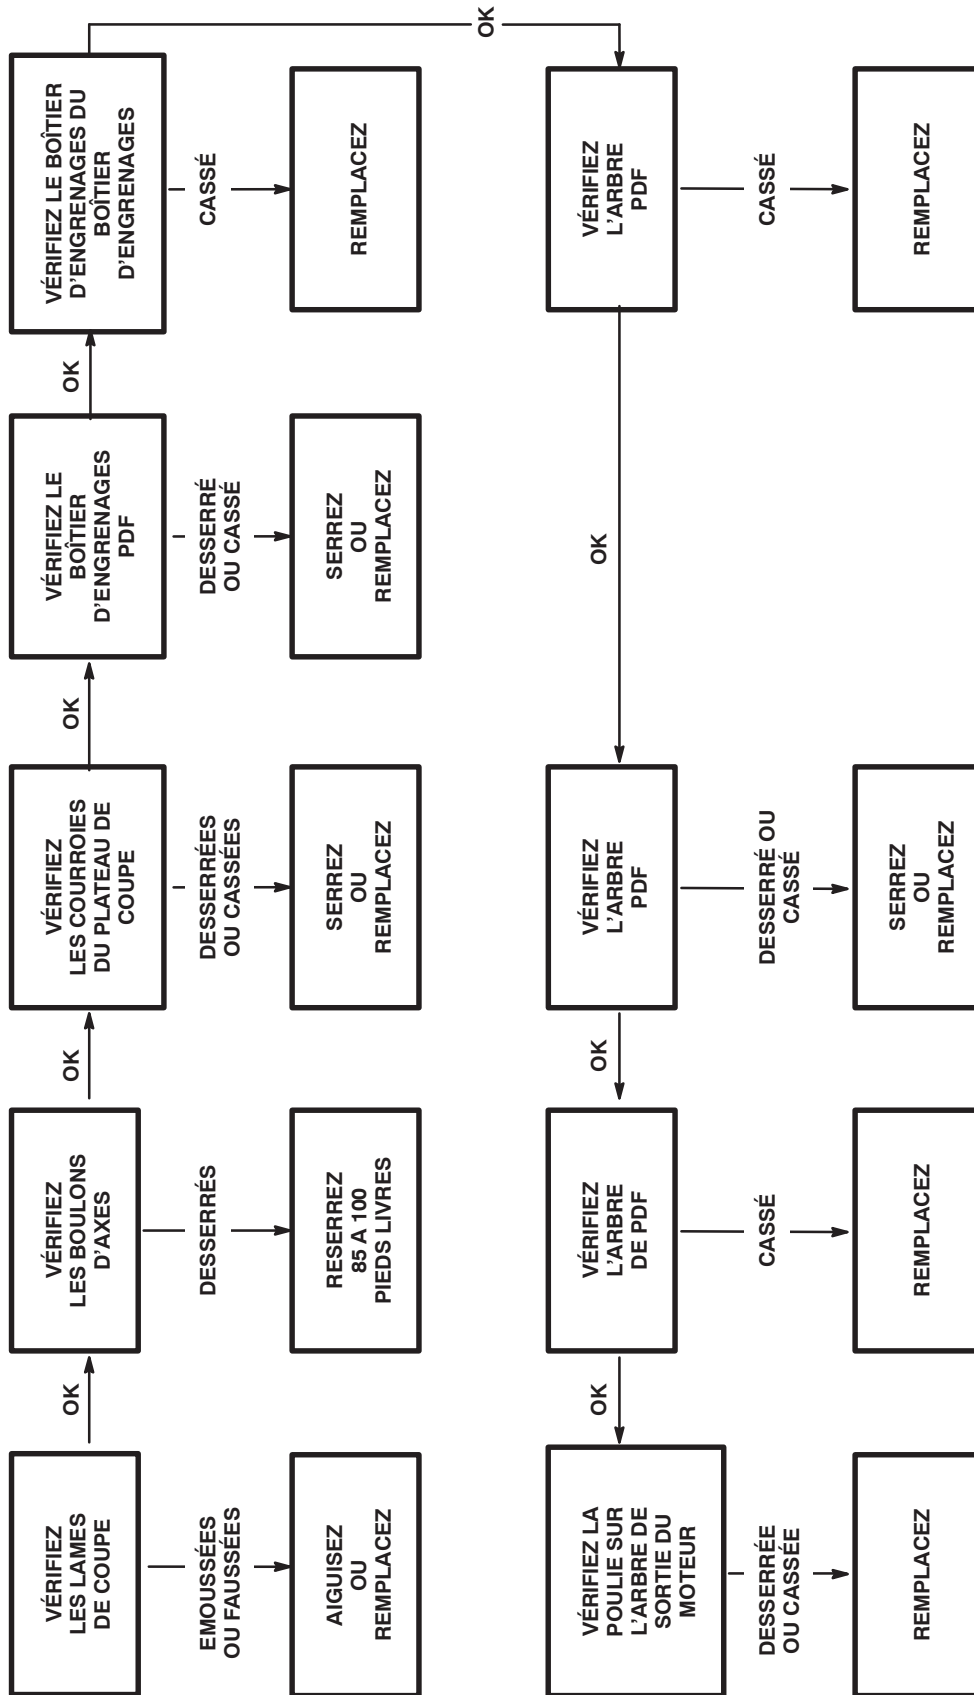 VÉRIFIEZ
LES LAMES
DE COUPE
OK
EMOUSSÉES
OU FAUSSÉES
AIGUISEZ
OU
REMPLACEZ
VÉRIFIEZ
LES BOULONS
D'AXES
OK
DESSERRÉS
RESERREZ
85 A 100
PIEDS LIVRES
VÉRIFIEZ
LES COURROIES
DU PLATEAU DE
COUPE
OK
DESSERRÉES
OU CASSÉES
SERREZ
OU
REMPLACEZ
VÉRIFIEZ LE
BOÎTIER
D'ENGRENAGES
PDF
OK
DESSERRÉ
OU CASSÉ
SERREZ
OU
REMPLACEZ
VÉRIFIEZ LE BOÎTIER
D'ENGRENAGES DU
BOÎTIER
D'ENGRENAGES
OK
CASSÉ
REMPLACEZ
VÉRIFIEZ
L'ARBRE
PDF
OK
CASSÉ
REMPLACEZ
VÉRIFIEZ
L'ARBRE
PDF
OK
DESSERRÉ OU
CASSÉ
SERREZ
OU
REMPLACEZ
VÉRIFIEZ
L'ARBRE
DE PDF
OK
CASSÉ
REMPLACEZ
VÉRIFIEZ LA
POULIE SUR
L'ARBRE DE
SORTIE DU
MOTEUR
DESSERRÉE
OU CASSÉE
REMPLACEZ